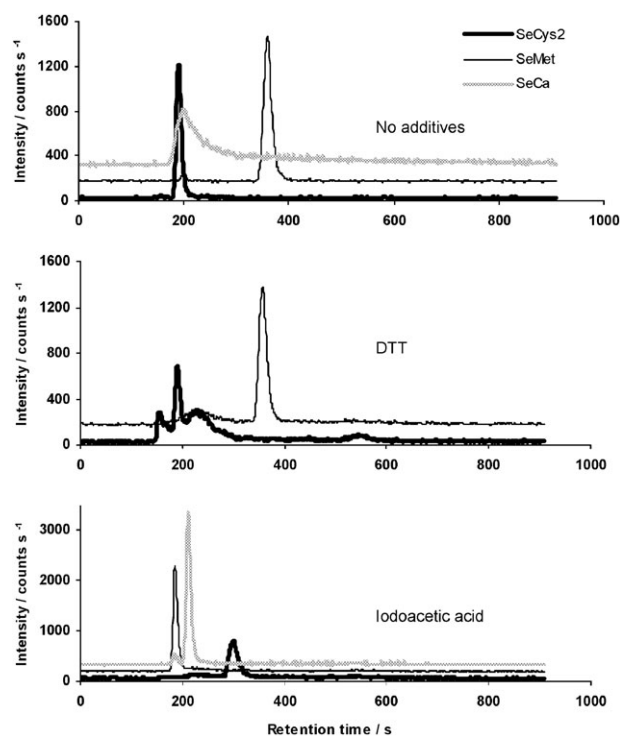 1600
1200
800
400
0
Intensity / counts s -1
SeCys2
SeMet
SeCa
No additives
0 200 400 600 800 1000
1600
1200
800
400
0
Intensity / counts s -1
DTT
0 200 400 600 800 1000
3000
2000
1000
0
Intensity / counts s -1
Iodoacetic acid
0 200 400 600 800 1000
Retention time / s